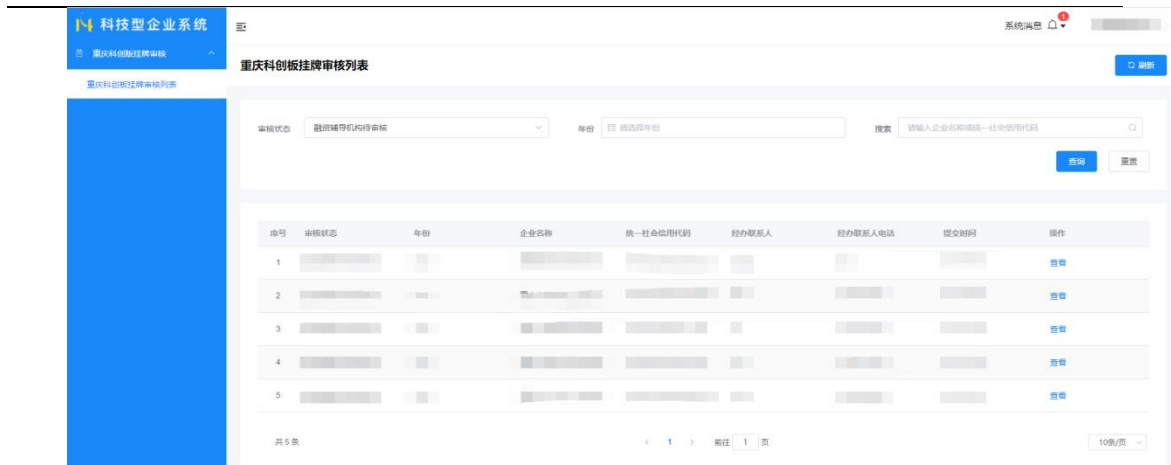 科技型企业系统
系统消息
1
重庆科创版挂牌审核
重庆科创板挂牌审核列表
重庆科创板挂牌审核列表
刷新
审核状态 融资辅导机构待审核 年份 请选择年份 搜索 请输入企业名称或统一社会信用代码
查询 重置
序号 审核状态 年份 企业名称 统一社会信用代码 经办联系人 经办联系人电话 提交时间 操作
1 查看
2 查看
3 查看
4 查看
5 查看
共 5 条 < 1 > 前往 1 页 10条/页